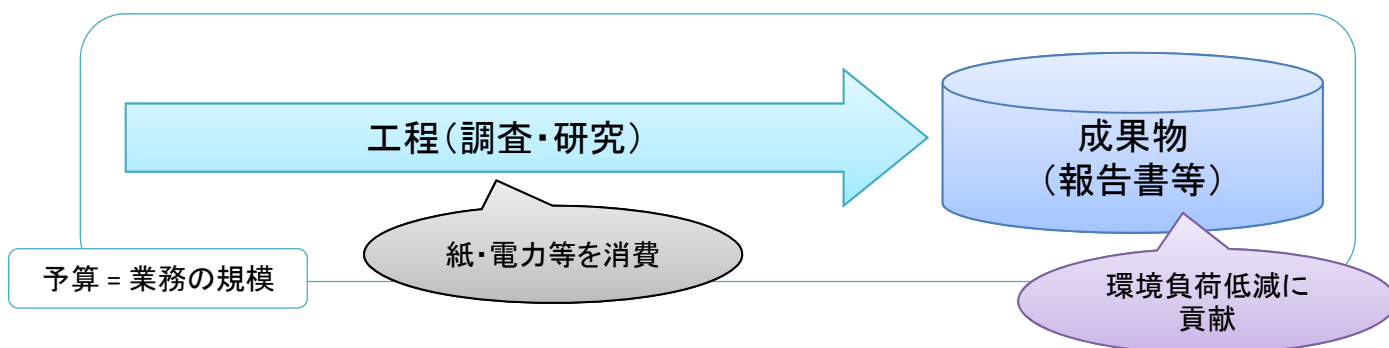 工程（調査・研究）
成果物
（報告書等）
紙・電力等を消費
予算 = 業務の規模
環境負荷低減に
貢献